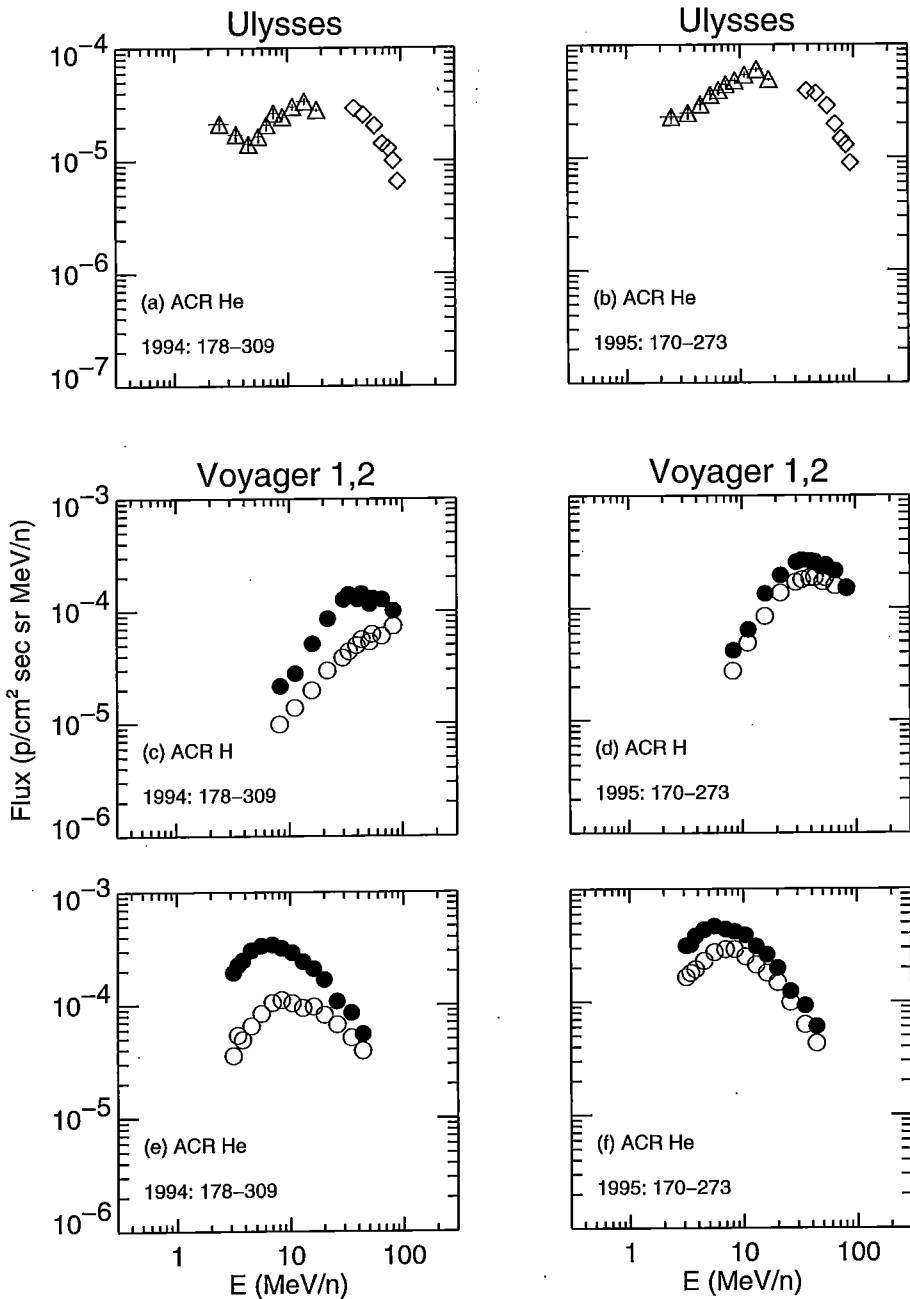 Ulysses
Ulysses
10⁻⁴
10⁻⁵
10⁻⁶
10⁻⁷
(a) ACR He
1994: 178–309
(b) ACR He
1995: 170–273
Voyager 1,2
Voyager 1,2
Flux (p/cm² sec sr MeV/n)
10⁻³
10⁻⁴
10⁻⁵
10⁻⁶
(c) ACR H
1994: 178–309
(d) ACR H
1995: 170–273
10⁻³
10⁻⁴
10⁻⁵
10⁻⁶
(e) ACR He
1994: 178–309
(f) ACR He
1995: 170–273
1 10 100
1 10 100
E (MeV/n)
E (MeV/n)